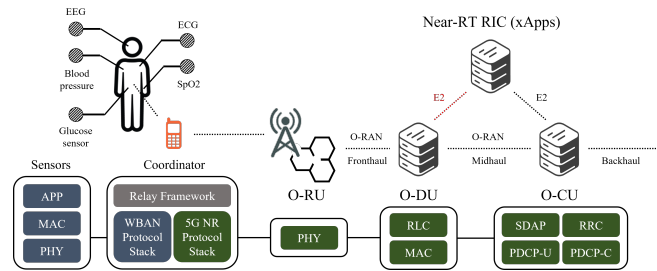 Near-RT RIC (xApps)
EEG
ECG
Blood
pressure
SpO2
E2
E2
Glucose
sensor
O-RAN
Fronthaul
O-RAN
Midhaul
Backhaul
Sensors
Coordinator
O-RU
O-DU
O-CU
APP
MAC
PHY
Relay Framework
WBAN
Protocol
Stack
5G NR
Protocol
Stack
PHY
RLC
MAC
SDAP
RRC
PDCP-U
PDCP-C